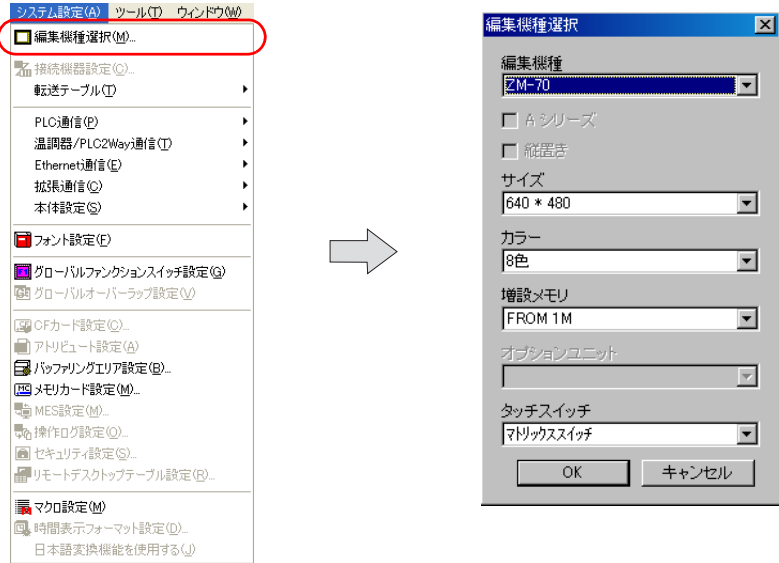 システム設定(A) ツール(T) ウィンドウ(W)
編集機種選択(M)...
接続機器設定(C)...
転送テーブル(T)
PLC通信(P)
温調器/PLC2Way通信(T)
Ethernet通信(E)
拡張通信(C)
本体設定(S)
フォント設定(F)
グローバルファンクションスイッチ設定(G)
グローバルオーバーラップ設定(V)
CFカード設定(C)...
アトリビュート設定(A)
バッファリングエリア設定(B)...
メモリカード設定(M)...
MES設定(M)...
操作ログ設定(O)...
セキュリティ設定(S)...
リモートデスクトップテーブル設定(R)...
マクロ設定(M)
時間表示フォーマット設定(D)...
日本語変換機能を使用する(J)
編集機種選択
編集機種
ZM-70
Aシリーズ
縦置き
サイズ
640 * 480
カラー
8色
増設メモリ
FROM 1M
オプションユニット
タッチスイッチ
マトリックススイッチ
OK キャンセル